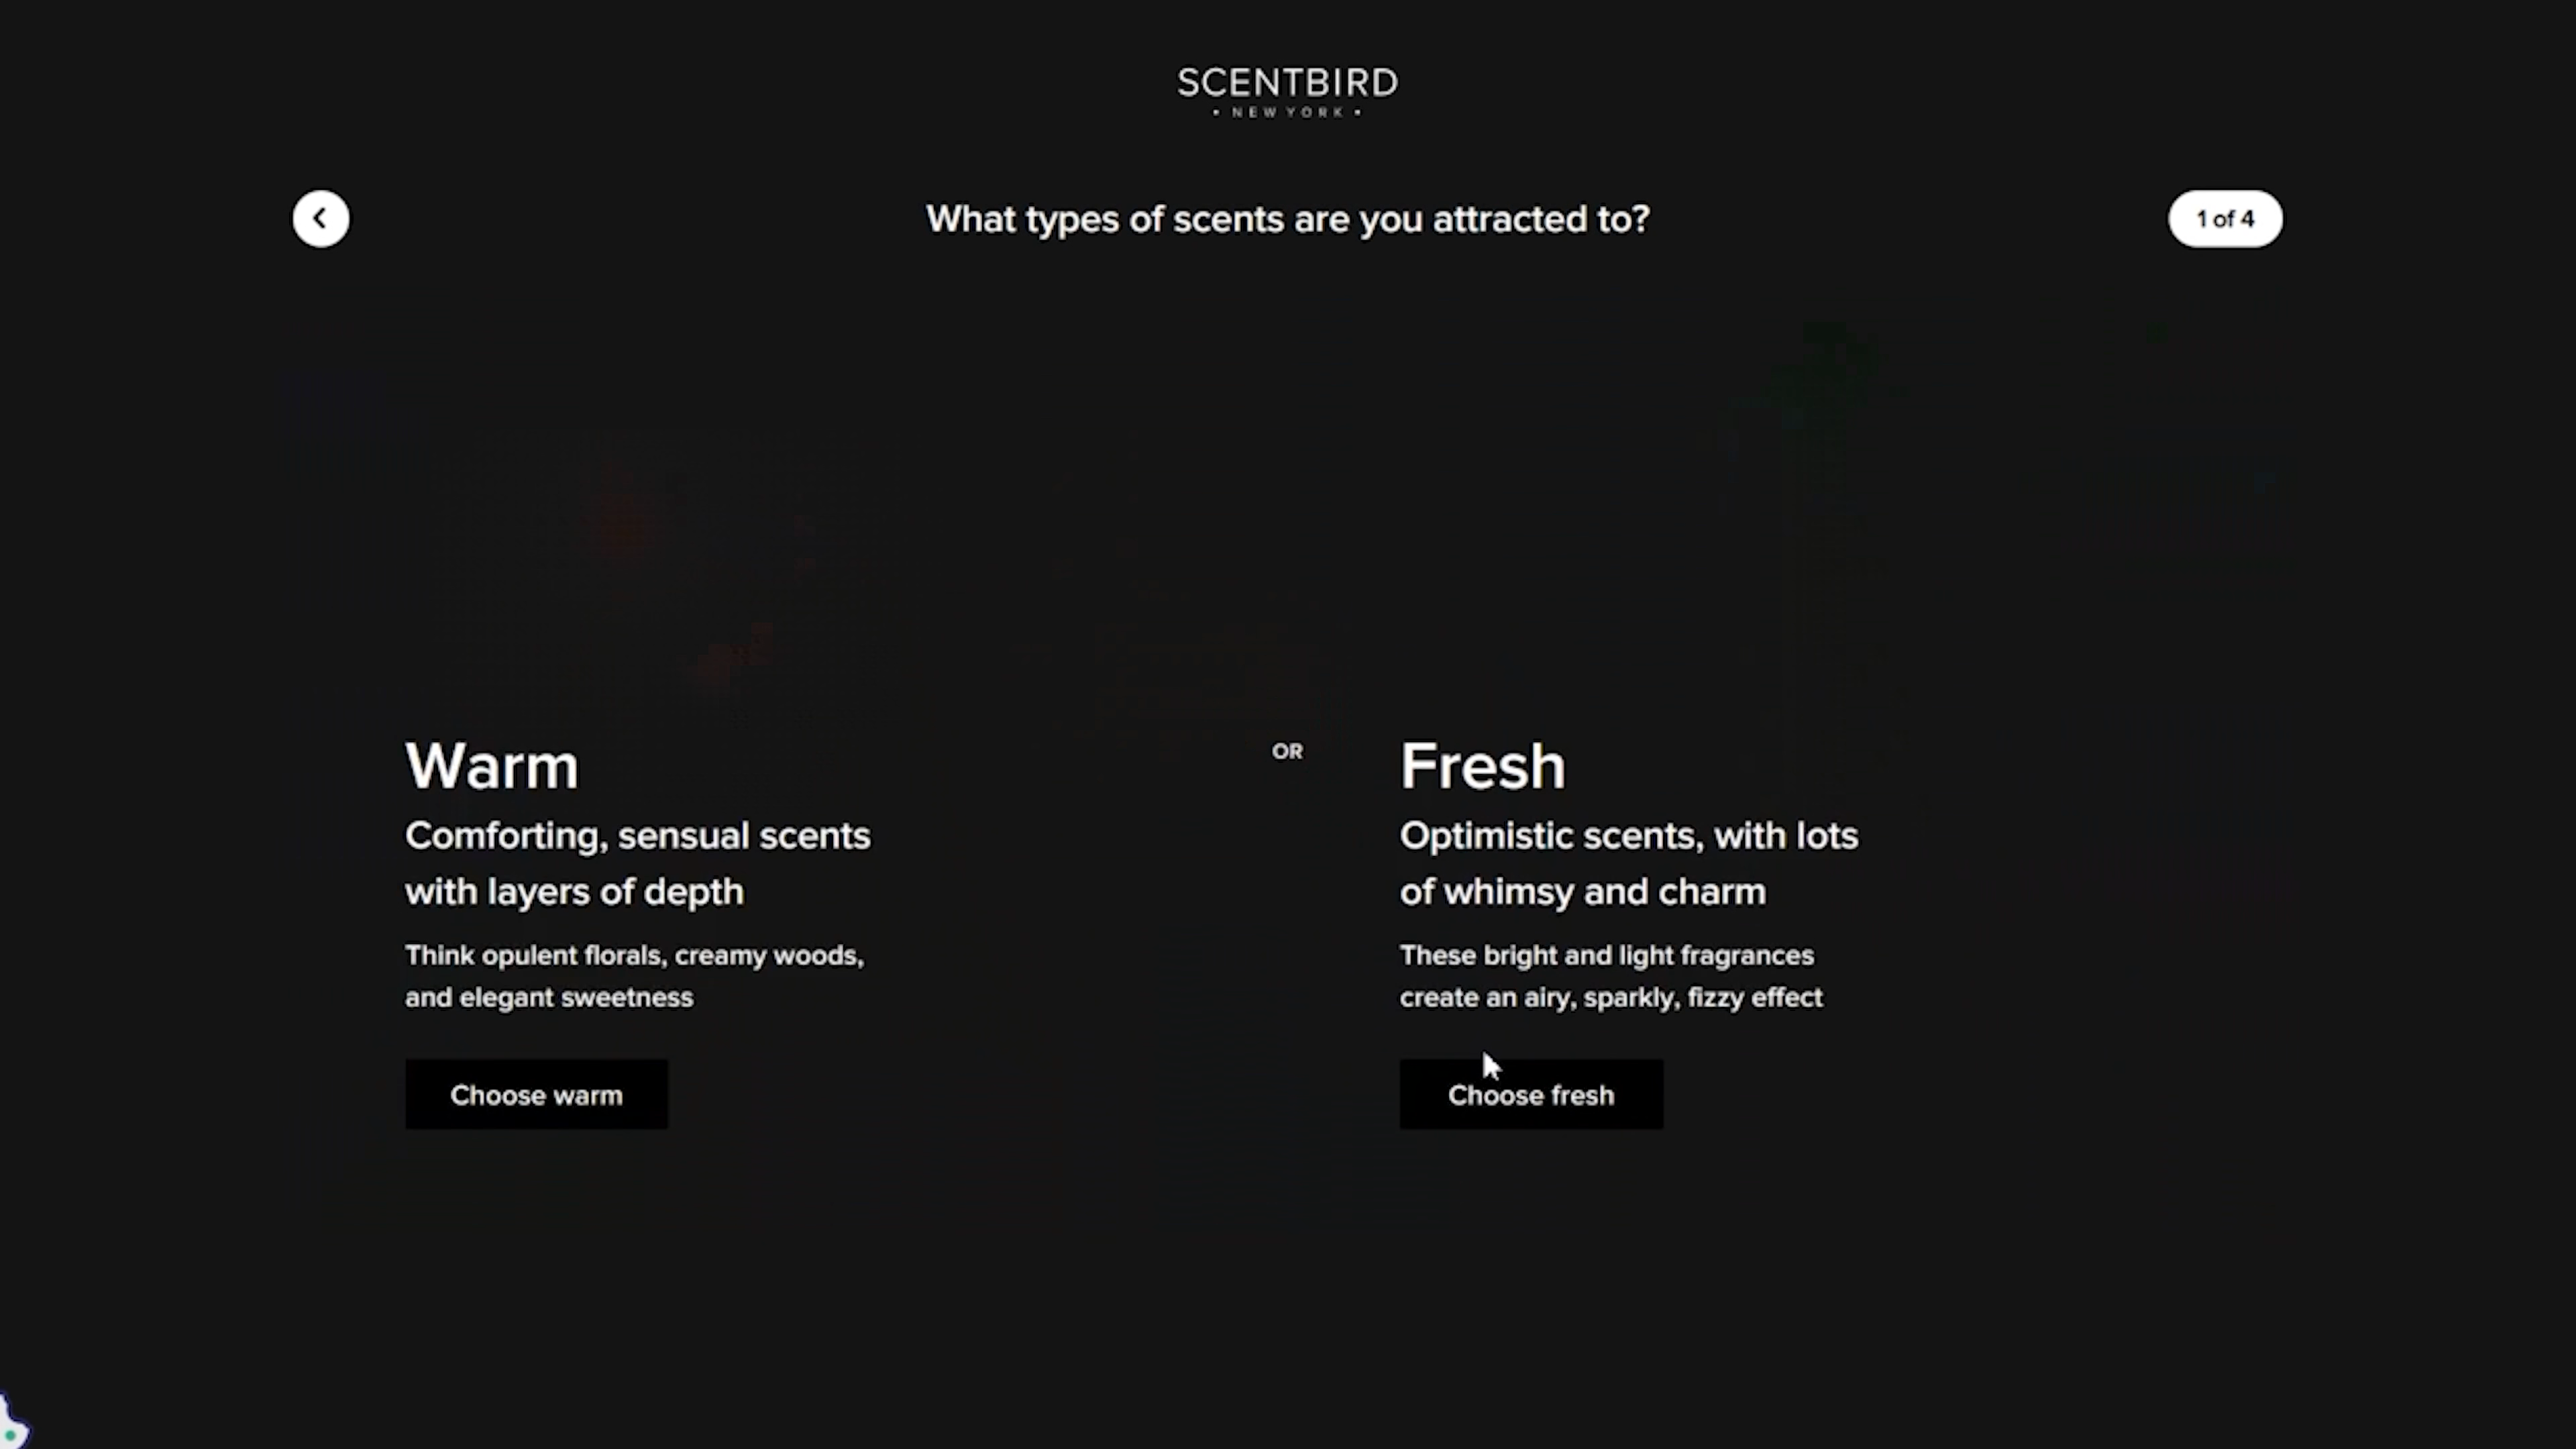 SCENTBIRD
• NEW YORK •
What types of scents are you attracted to?
1 of 4
Warm
Comforting, sensual scents
with layers of depth
Think opulent florals, creamy woods,
and elegant sweetness
Choose warm
OR
Fresh
Optimistic scents, with lots
of whimsy and charm
These bright and light fragrances
create an airy, sparkly, fizzy effect
Choose fresh